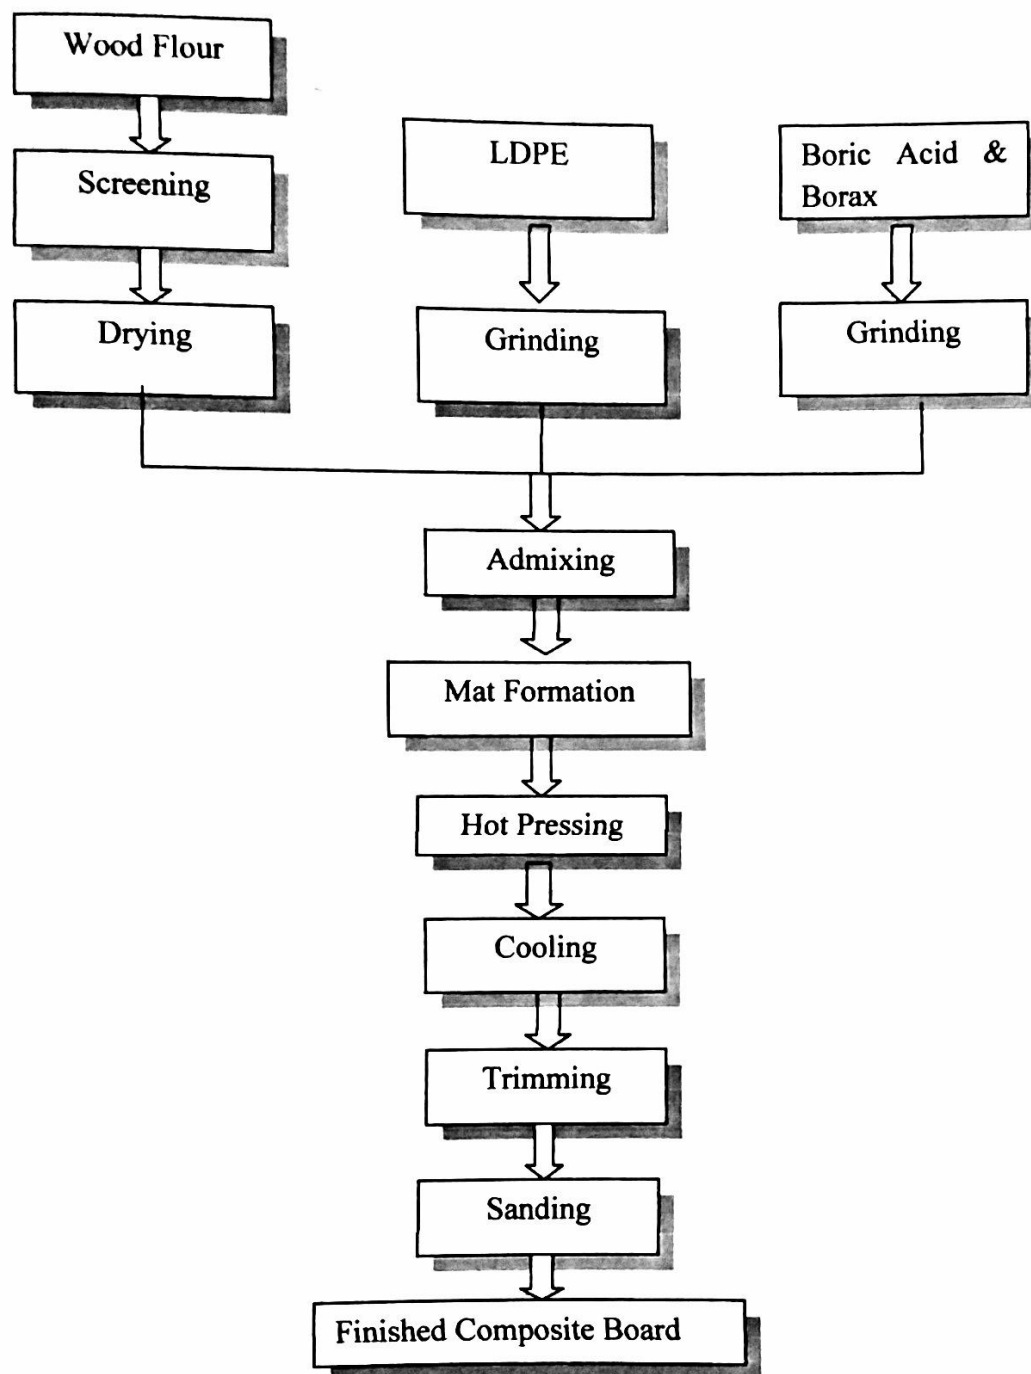 Wood Flour
Screening
Drying
LDPE
Grinding
Boric Acid &
Borax
Grinding
Admixing
Mat Formation
Hot Pressing
Cooling
Trimming
Sanding
Finished Composite Board